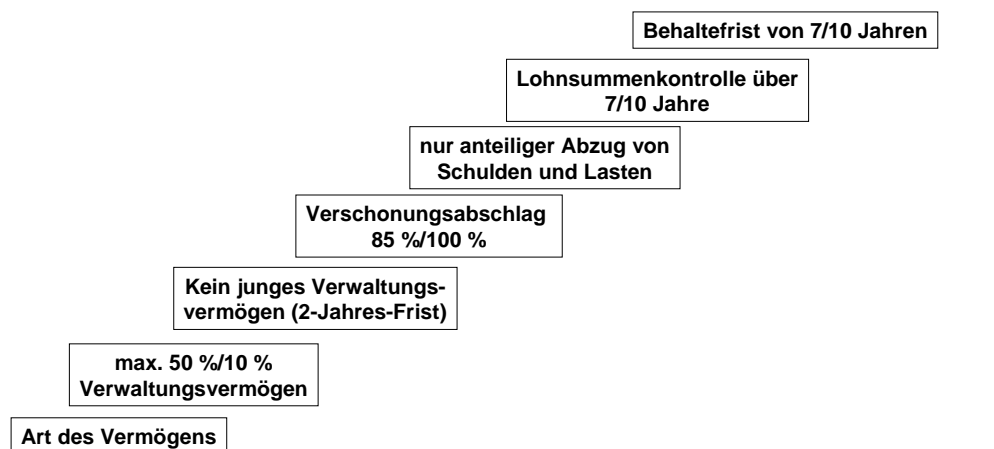 Behaltefrist von 7/10 Jahren
Lohnsummenkontrolle über
7/10 Jahre
nur anteiliger Abzug von
Schulden und Lasten
Verschonungsabschlag
85 %/100 %
Kein junges Verwaltungs-
vermögen (2-Jahres-Frist)
max. 50 %/10 %
Verwaltungsvermögen
Art des Vermögens